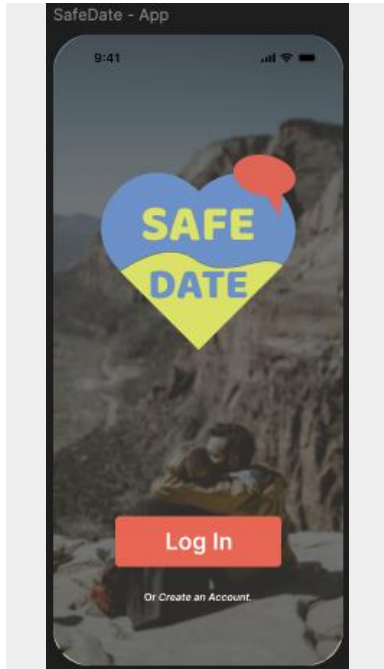 SafeDate - App
9:41
SAFE
DATE
Log In
Or Create an Account.